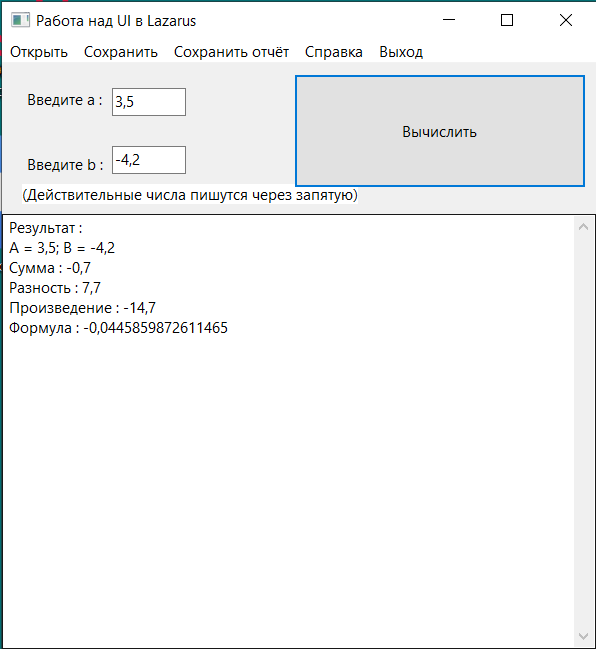 Работа над UI в Lazarus
Открыть Сохранить Сохранить отчёт Справка Выход
Введите a : 3,5
Вычислить
Введите b : -4,2
(Действительные числа пишутся через запятую)
Результат :
A = 3,5; B = -4,2
Сумма : -0,7
Разность : 7,7
Произведение : -14,7
Формула : -0,0445859872611465